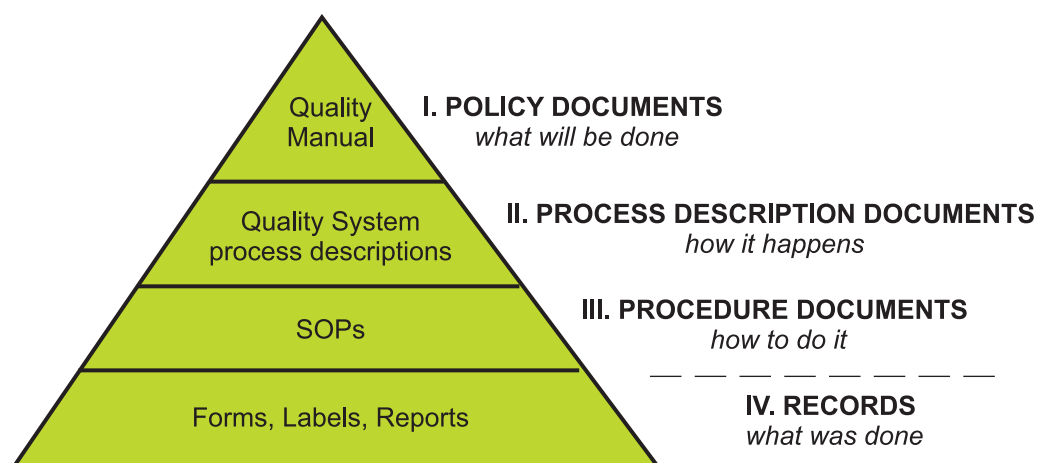 Quality
Manual
I. POLICY DOCUMENTS
what will be done
Quality System
process descriptions
II. PROCESS DESCRIPTION DOCUMENTS
how it happens
SOPs
III. PROCEDURE DOCUMENTS
how to do it
Forms, Labels, Reports
IV. RECORDS
what was done